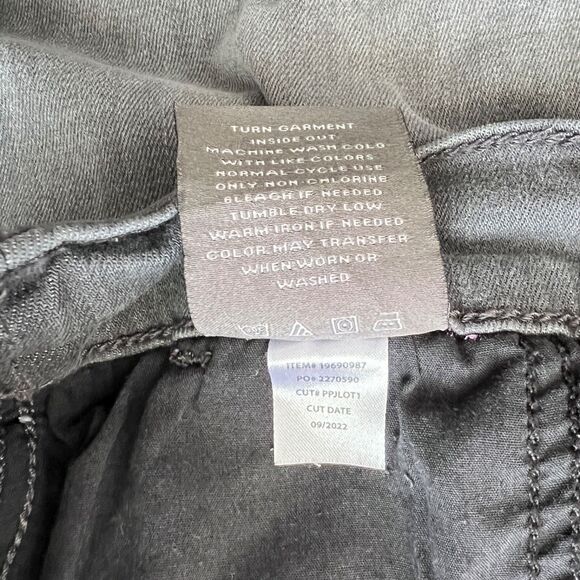 TURN GARMENT
INSIDE OUT,
MACHINE WASH COLD
WITH LIKE COLORS
NORMAL CYCLE USE
ONLY NON-CHLORINE
BLEACH IF NEEDED
TUMBLE DRY LOW
WARM IRON IF NEEDED
COLOR MAY TRANSFER
WHEN WORN OR
WASHED
ITEM# 19690987
PO# 2270590
CUT# PPJLOT1
CUT DATE
09/2022